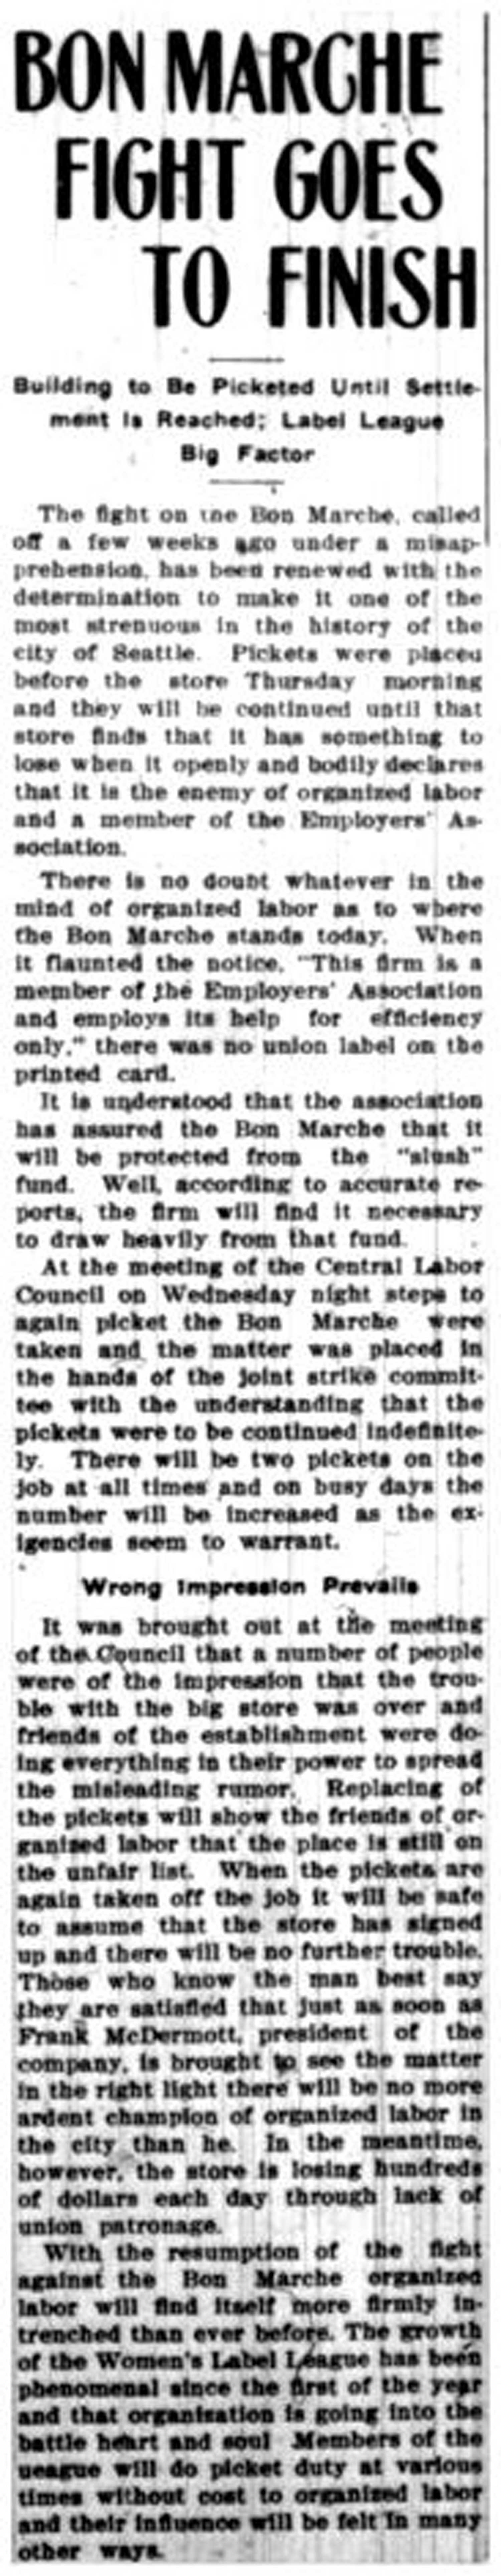 BON MARCHE
FIGHT GOES
TO FINISH
Building to Be Picketed Until Settle-
ment Is Reached; Label League
Big Factor
The fight on tne Bon Marche, called
off a few weeks ago under a misap-
prehension, has been renewed with the
determination to make it one of the
most strenuous in the history of the
city of Seattle. Pickets were placed
before the store Thursday morning
and they will be continued until that
store finds that it has something to
lose when it openly and bodily declares
that it is the enemy of organized labor
and a member of the Employers' As-
sociation.
There is no doubt whatever in the
mind of organized labor as to where
the Bon Marche stands today. When
it flaunted the notice, "This firm is a
member of the Employers' Association
and employs its help for efficiency
only," there was no union label on the
printed card.
It is understood that the association
has assured the Bon Marche that it
will be protected from the "slush"
fund. Well, according to accurate re-
ports, the firm will find it necessary
to draw heavily from that fund.
At the meeting of the Central Labor
Council on Wednesday night steps to
again picket the Bon Marche were
taken and the matter was placed in
the hands of the joint strike commit-
tee with the understanding that the
pickets were to be continued indefinite-
ly. There will be two pickets on the
job at all times and on busy days the
number will be increased as the ex-
igencies seem to warrant.
Wrong Impression Prevails
It was brought out at the meeting
of the Council that a number of people
were of the impression that the trou-
ble with the big store was over and
friends of the establishment were do-
ing everything in their power to spread
the misleading rumor. Replacing of
the pickets will show the friends of or-
ganized labor that the place is still on
the unfair list. When the pickets are
again taken off the job it will be safe
to assume that the store has signed
up and there will be no further trouble.
Those who know the man best say
they are satisfied that just as soon as
Frank McDermott, president of the
company, is brought to see the matter
in the right light there will be no more
ardent champion of organized labor in
the city than he. In the meantime,
however, the store is losing hundreds
of dollars each day through lack of
union patronage.
With the resumption of the fight
against the Bon Marche organized
labor will find itself more firmly in-
trenched than ever before. The growth
of the Women's Label League has been
phenomenal since the first of the year
and that organization is going into the
battle heart and soul Members of the
ueague will do picket duty at various
times without cost to organized labor
and their influence will be felt in many
other ways.